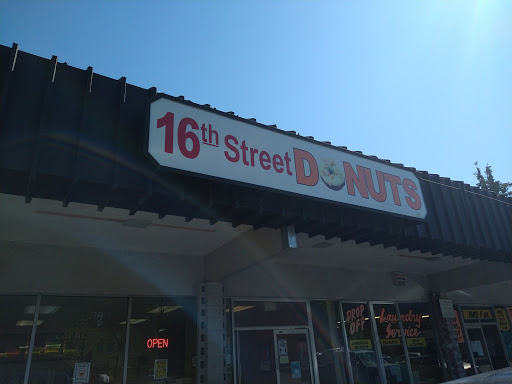 16th Street DONUTS
OPEN
DROP
OFF
Laundry
Service